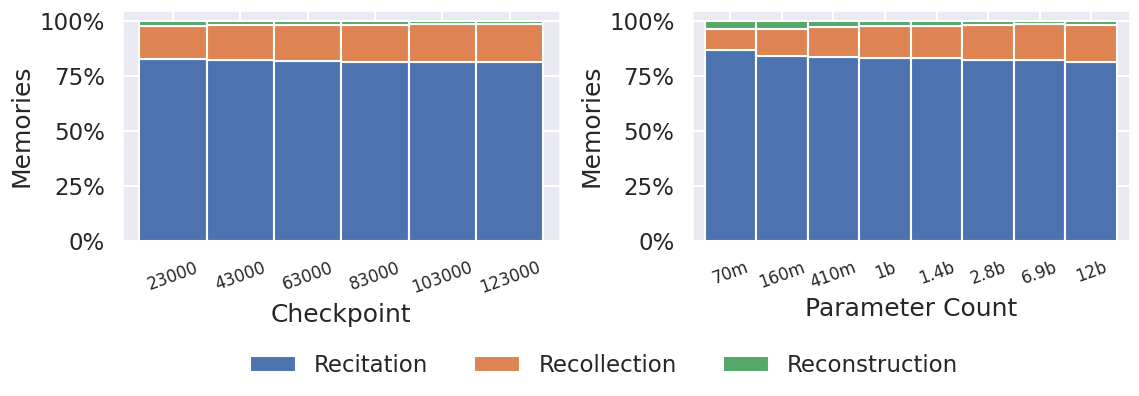 100%
75%
50%
25%
0%
Memories
23000 43000 63000 83000 103000 123000
Checkpoint
100%
75%
50%
25%
0%
Memories
70m 160m 410m 1b 1.4b 2.8b 6.9b 12b
Parameter Count
Recitation Recollection Reconstruction